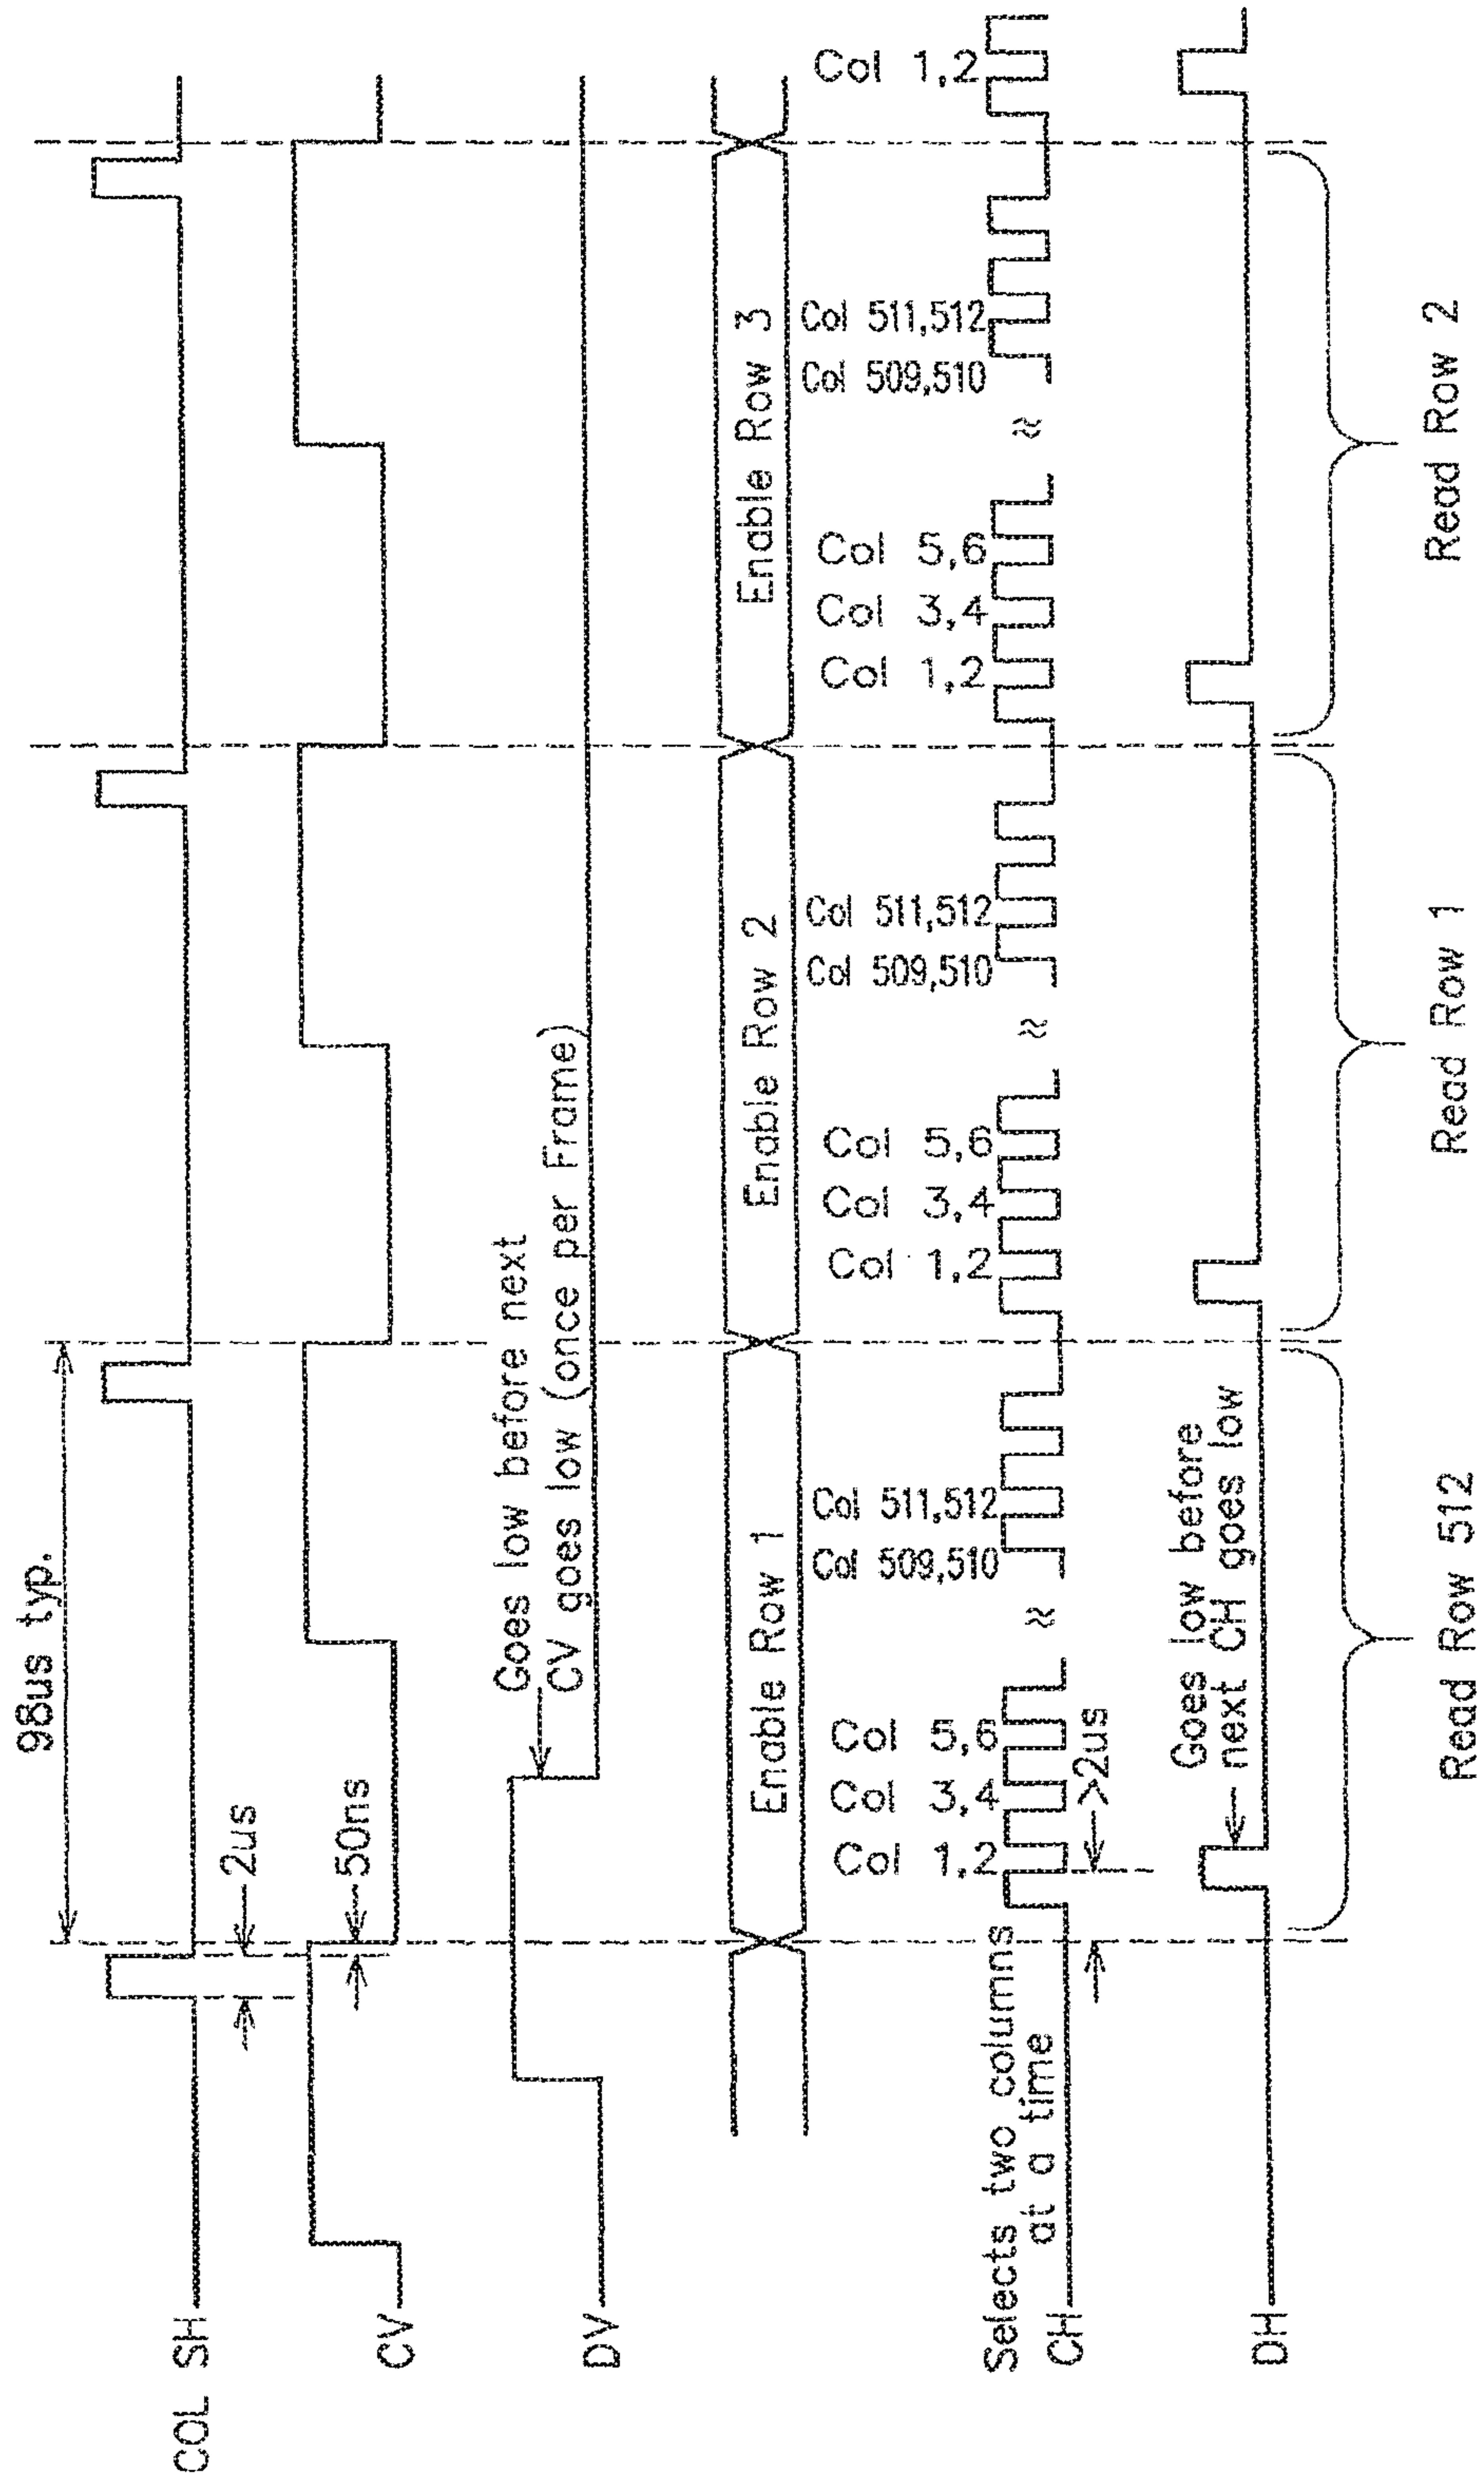 98us typ.
2us
COL SH
50ns
CV
Goes low before next
CV goes low (once per Frame)
DV
Enable Row 1
Enable Row 2
Enable Row 3
Selects two columns
at a time
Col 1,2
Col 3,4
Col 5,6
Col 509,510
Col 511,512
Col 1,2
Col 3,4
Col 5,6
Col 509,510
Col 511,512
Col 1,2
Col 3,4
Col 5,6
Col 509,510
Col 511,512
Col 1,2
≈
≈
≈
CH
>2us
Goes low before
next CH goes low
DH
Read Row 512
Read Row 1
Read Row 2